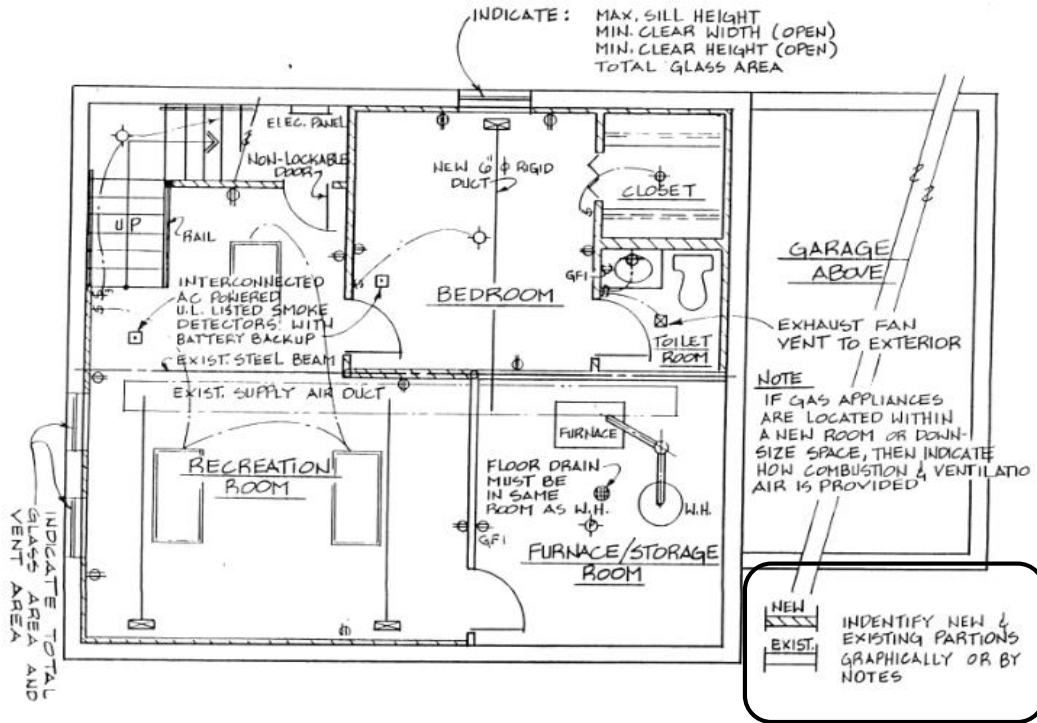 INDICATE: MAX. SILL HEIGHT
MIN. CLEAR WIDTH (OPEN)
MIN. CLEAR HEIGHT (OPEN)
TOTAL GLASS AREA
ELEC. PANEL
NON-LOCKABLE
DOOR
NEW 6" φ RIGID
DUCT
CLOSET
UP
RAIL
GARAGE
ABOVE
GFI
INTERCONNECTED
A.C POWERED
U.L. LISTED SMOKE
DETECTORS WITH
BATTERY BACKUP
BEDROOM
TOILET
ROOM
EXHAUST FAN
VENT TO EXTERIOR
EXIST. STEEL BEAM
EXIST. SUPPLY AIR DUCT
NOTE
IF GAS APPLIANCES
ARE LOCATED WITHIN
A NEW ROOM OR DOWN-
SIZE SPACE, THEN INDICATE
HOW COMBUSTION & VENTILATIO
AIR IS PROVIDED
FURNACE
RECREATION
ROOM
FLOOR DRAIN
MUST BE
IN SAME
ROOM AS W.H.
W.H.
GFI
FURNACE/STORAGE
ROOM
INDICATE TOTAL
GLASS AREA AND
VENT AREA
NEW
EXIST.
INDENTIFY NEW &
EXISTING PARTIONS
GRAPHICALLY OR BY
NOTES